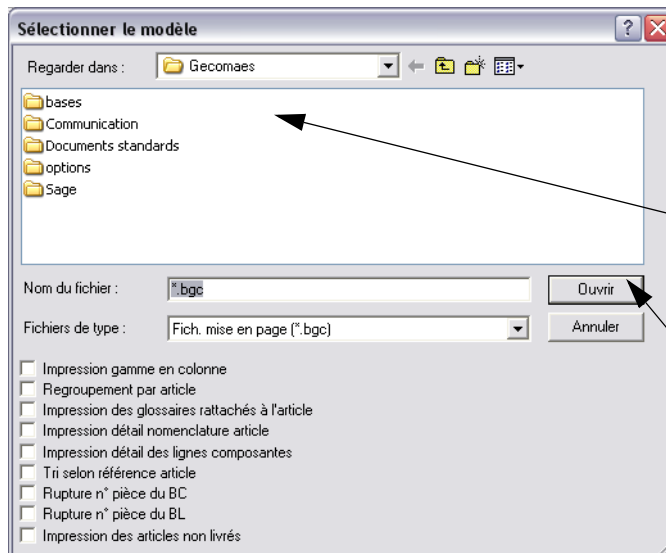 Sélectionner le modèle
Regarder dans :
Gecomaes
bases
Communication
Documents standards
options
Sage
Nom du fichier :
*.bgc
Ouvrir
Fichiers de type :
Fich. mise en page (*.bgc)
Annuler
Impression gamme en colonne
Regroupement par article
Impression des glossaires rattachés à l'article
Impression détail nomenclature article
Impression détail des lignes composantes
Tri selon référence article
Rupture n° pièce du BC
Rupture n° pièce du BL
Impression des articles non livrés